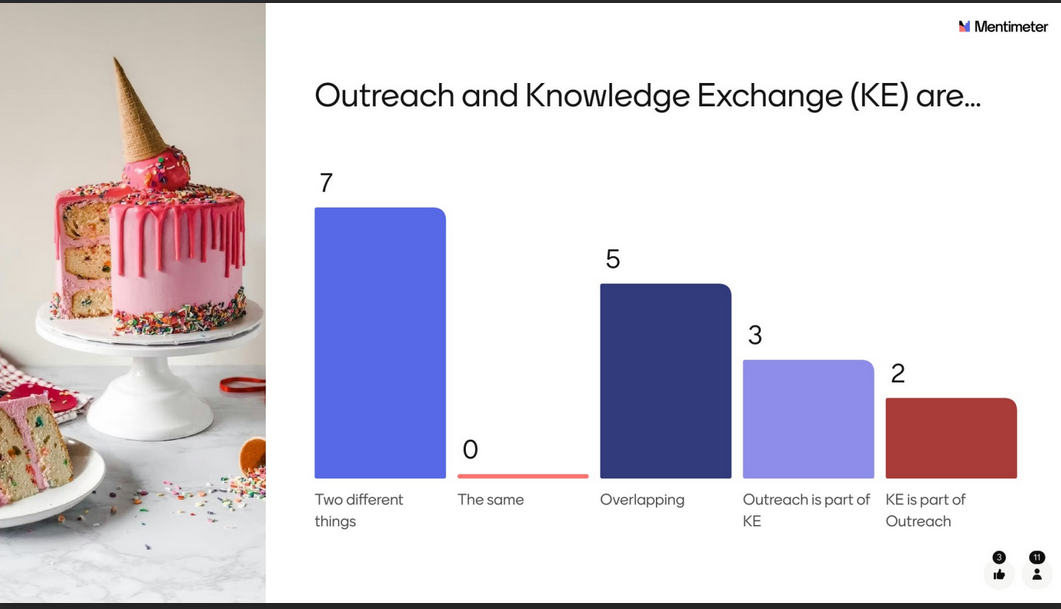 Mentimeter
Outreach and Knowledge Exchange (KE) are...
7
0
5
3
2
Two different
things
The same
Overlapping
Outreach is part of
KE
KE is part of
Outreach
3
11